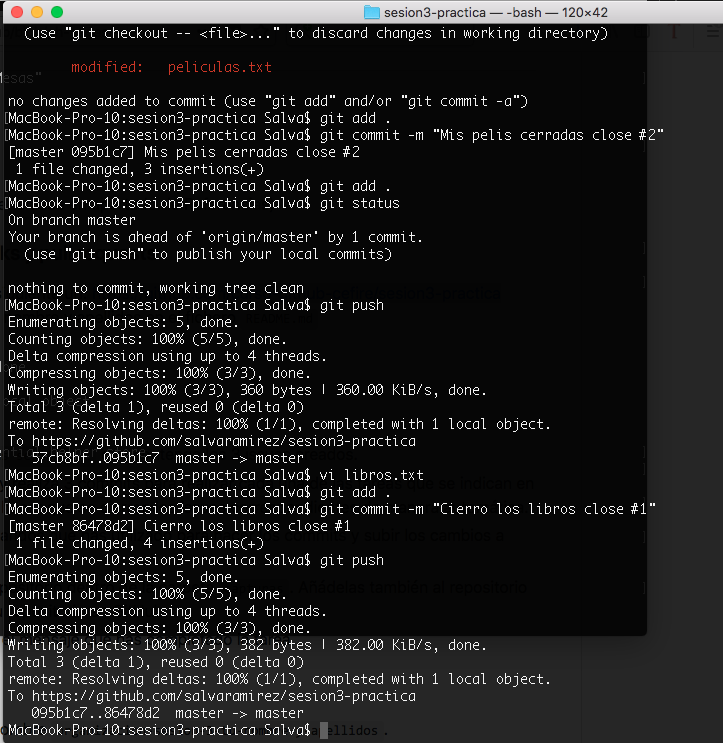 sesion3-practica — -bash — 120×42
(use "git checkout -- <file>..." to discard changes in working directory)
modified:   peliculas.txt
esas"
no changes added to commit (use "git add" and/or "git commit -a")
[MacBook-Pro-10:sesion3-practica Salva$ git add .
[MacBook-Pro-10:sesion3-practica Salva$ git commit -m "Mis pelis cerradas close #2"
[master 095b1c7] Mis pelis cerradas close #2
1 file changed, 3 insertions(+)
[MacBook-Pro-10:sesion3-practica Salva$ git add .
[MacBook-Pro-10:sesion3-practica Salva$ git status
On branch master
Your branch is ahead of 'origin/master' by 1 commit.
(use "git push" to publish your local commits)
nothing to commit, working tree clean
[MacBook-Pro-10:sesion3-practica Salva$ git push
Enumerating objects: 5, done.
Counting objects: 100% (5/5), done.
Delta compression using up to 4 threads.
Compressing objects: 100% (3/3), done.
Writing objects: 100% (3/3), 360 bytes | 360.00 KiB/s, done.
Total 3 (delta 1), reused 0 (delta 0)
remote: Resolving deltas: 100% (1/1), completed with 1 local object.
To https://github.com/salvaramirez/sesion3-practica
57cb8bf..095b1c7  master -> master
[MacBook-Pro-10:sesion3-practica Salva$ vi libros.txt
[MacBook-Pro-10:sesion3-practica Salva$ git add .
[MacBook-Pro-10:sesion3-practica Salva$ git commit -m "Cierro los libros close #1"
[master 86478d2] Cierro los libros close #1
1 file changed, 4 insertions(+)
[MacBook-Pro-10:sesion3-practica Salva$ git push
Enumerating objects: 5, done.
Counting objects: 100% (5/5), done. Añádelas también al repositorio
Delta compression using up to 4 threads.
Compressing objects: 100% (3/3), done.
Writing objects: 100% (3/3), 382 bytes | 382.00 KiB/s, done.
Total 3 (delta 1), reused 0 (delta 0)
remote: Resolving deltas: 100% (1/1), completed with 1 local object.
To https://github.com/salvaramirez/sesion3-practica
095b1c7..86478d2  master -> master
MacBook-Pro-10:sesion3-practica Salva$ ellidos.